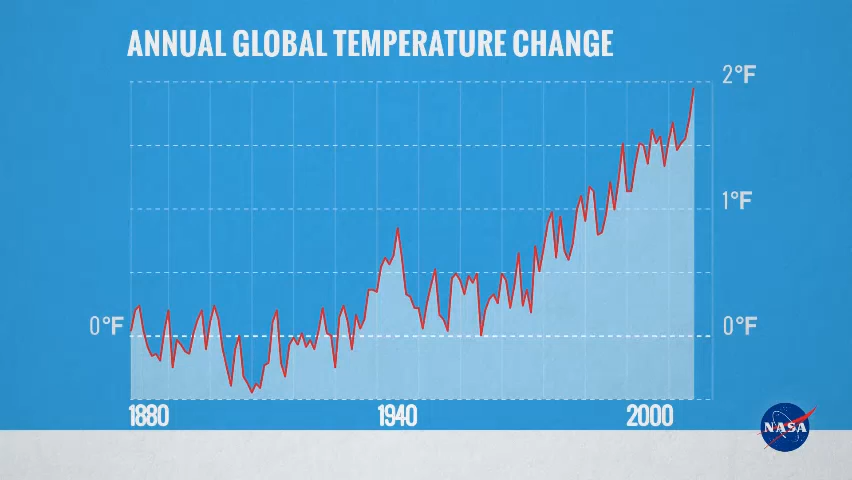 ANNUAL GLOBAL TEMPERATURE CHANGE
2°F
1°F
0°F 0°F
1880 1940 2000
NASA